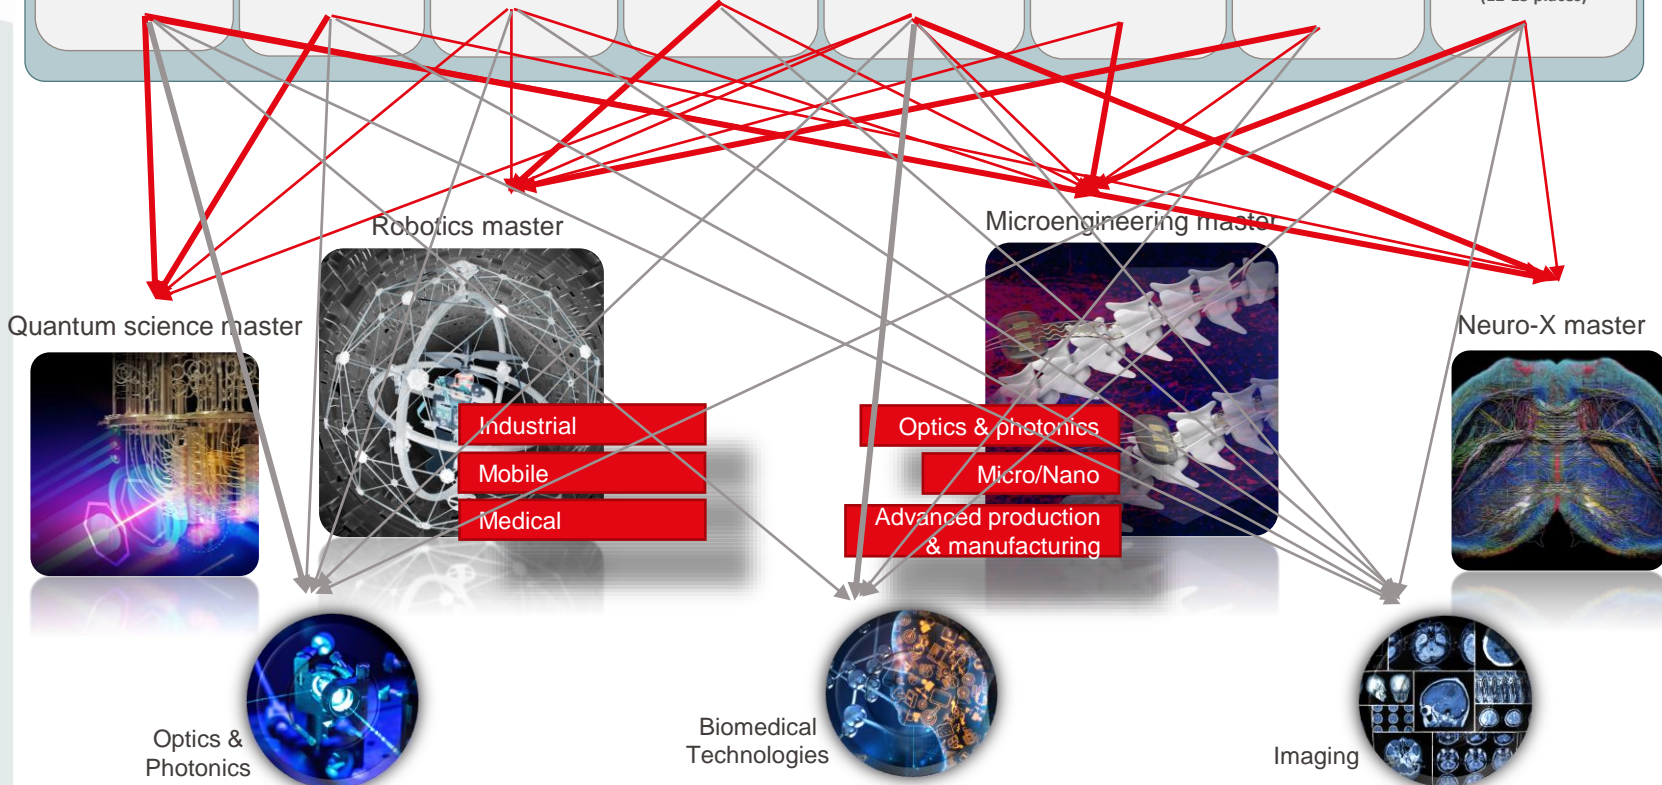 Robotics master
Microengineering master
Quantum science master
Neuro-X master
Industrial
Mobile
Medical
Optics & photonics
Micro/Nano
Advanced production
& manufacturing
Optics &
Photonics
Biomedical
Technologies
Imaging